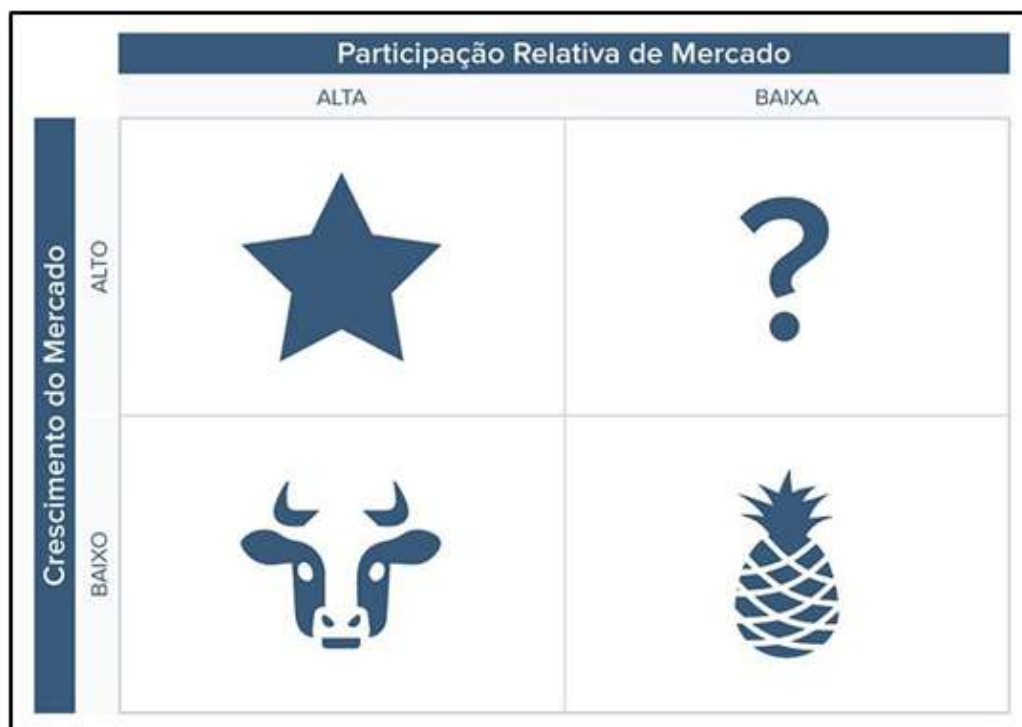 Participação Relativa de Mercado
ALTA
BAIXA
Crescimento do Mercado
ALTO
?
BAIXO